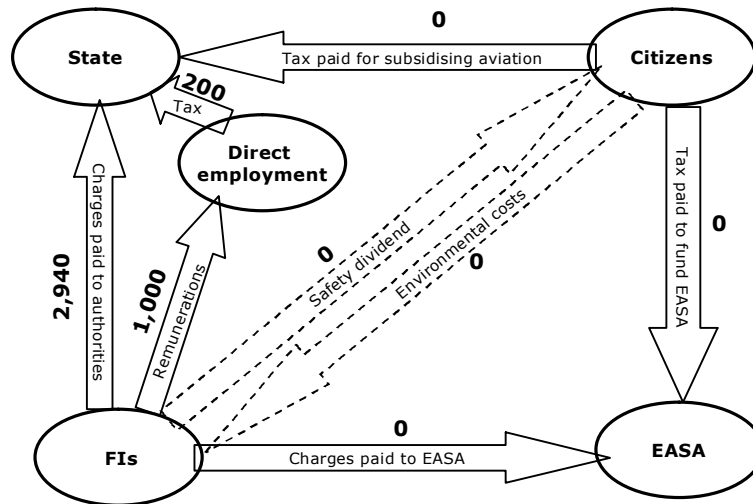 0
State
Tax paid for subsidising aviation
Citizens
200
Tax
Direct
employment
Charges paid to authorities
2,940
1,000
Remunerations
0
Safety dividend
Environmental costs
0
Tax paid to fund EASA
0
FIs
0
Charges paid to EASA
EASA